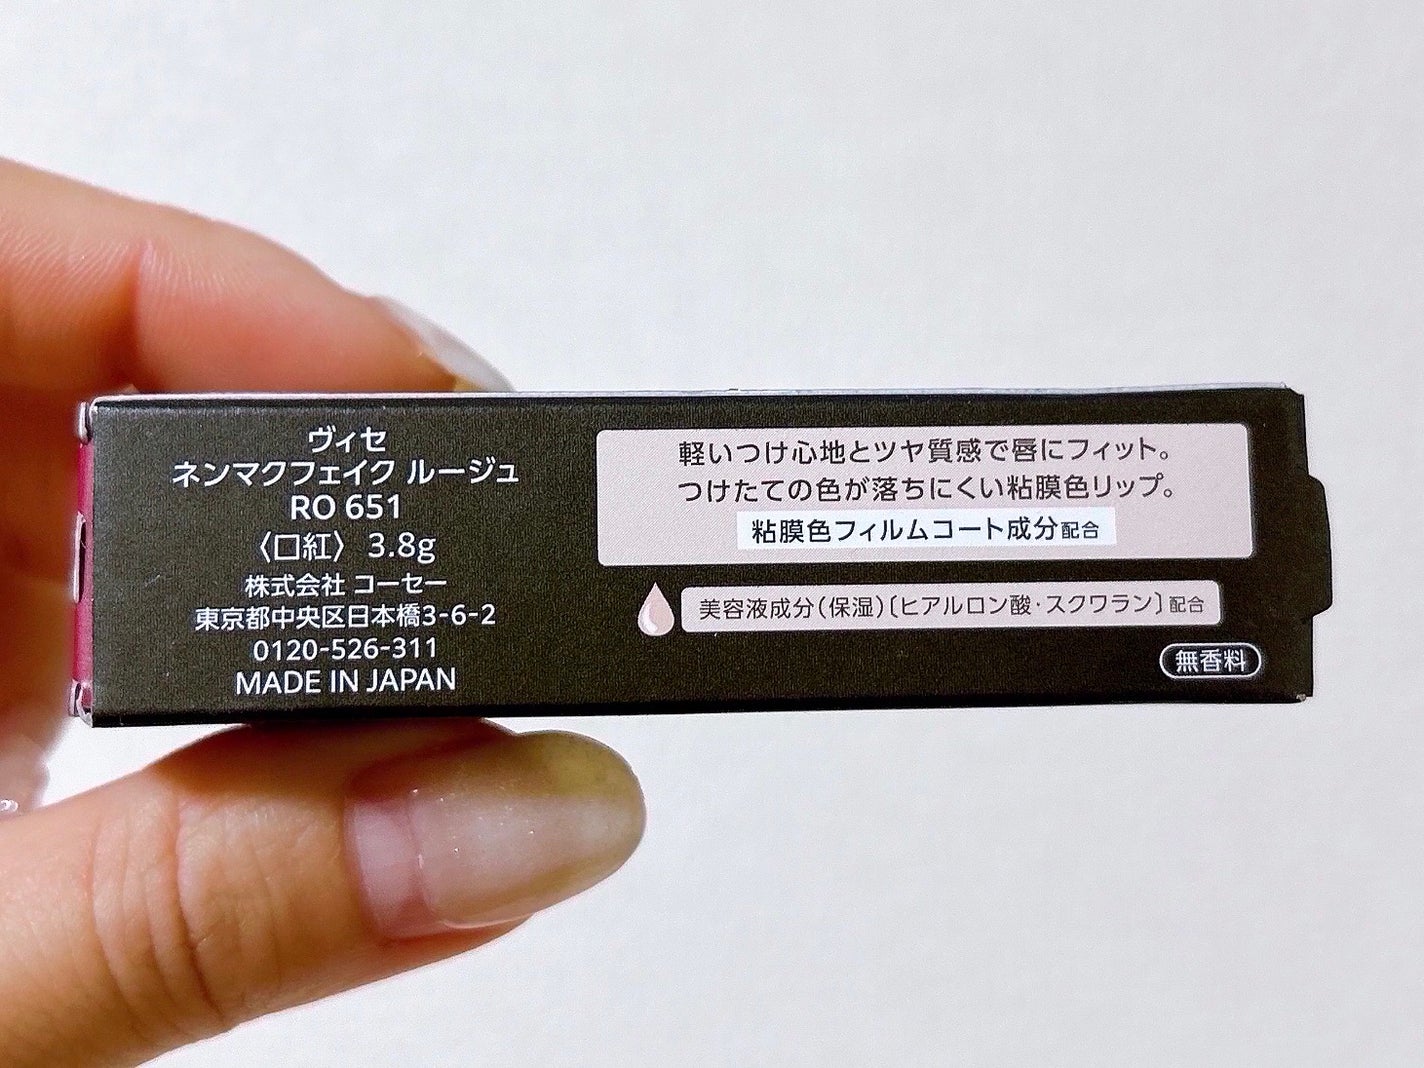 ヴィセ
ネンマクフェイク ルージュ
RO 651
〈口紅〉 3.8g
株式会社 コーセー
東京都中央区日本橋3-6-2
0120-526-311
MADE IN JAPAN
軽いつけ心地とツヤ質感で唇にフィット。
つけたての色が落ちにくい粘膜色リップ。
粘膜色フィルムコート成分配合
美容液成分(保湿)〔ヒアルロン酸・スクワラン〕配合
無香料